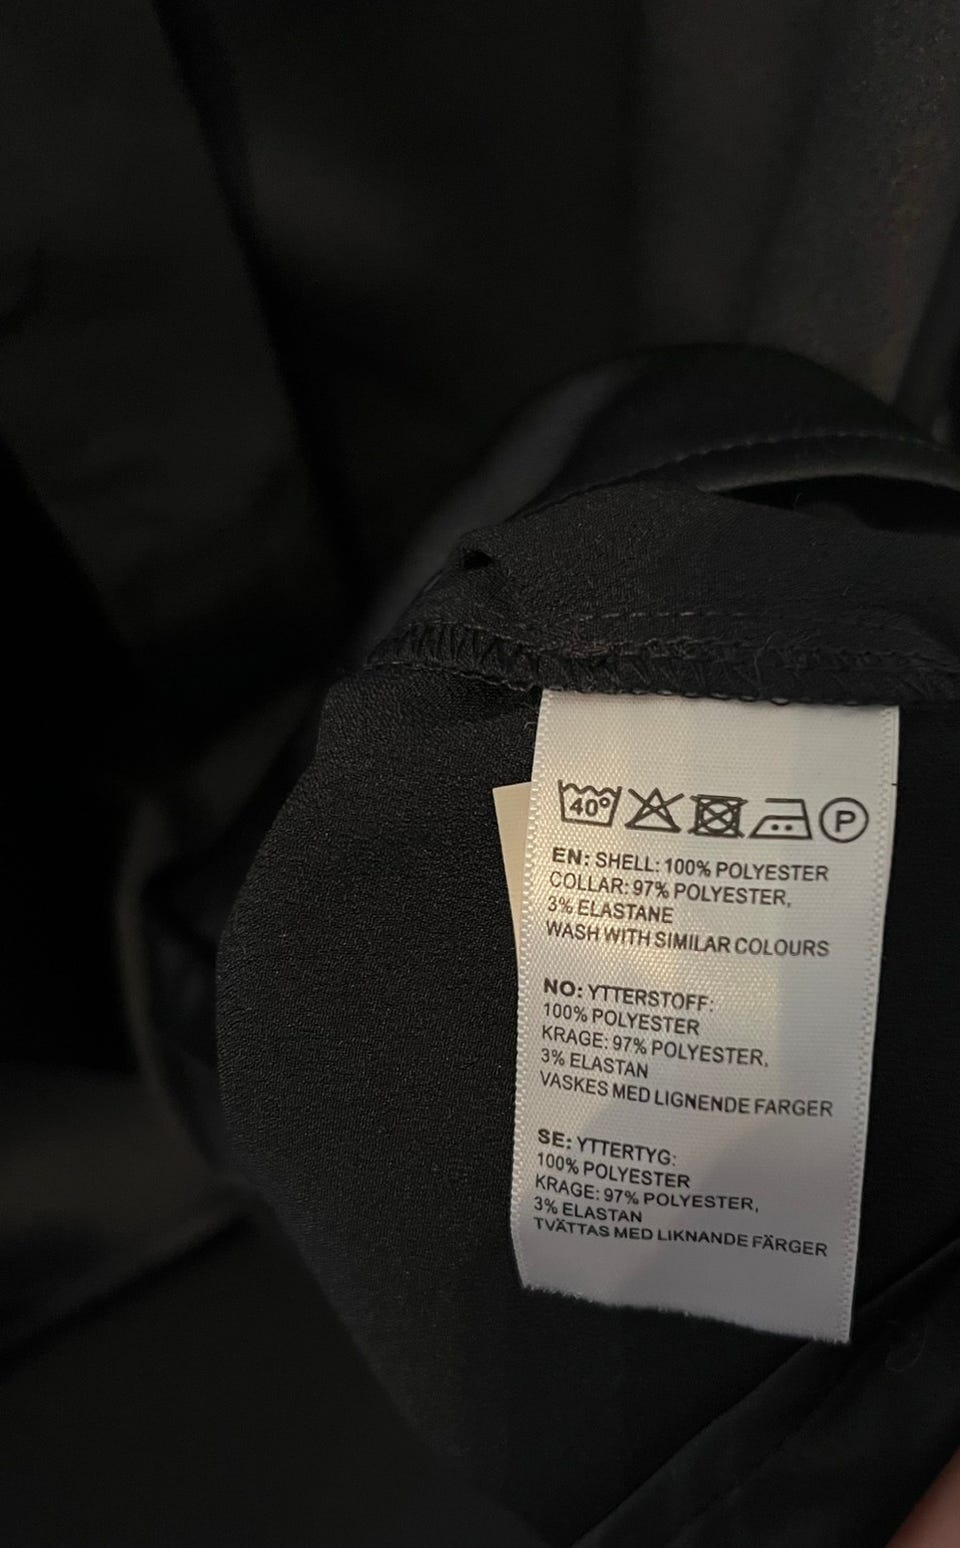 40°
P
EN: SHELL: 100% POLYESTER
COLLAR: 97% POLYESTER,
3% ELASTANE
WASH WITH SIMILAR COLOURS
NO: YTTERSTOFF:
100% POLYESTER
KRAGE: 97% POLYESTER,
3% ELASTAN
VASKES MED LIGNENDE FARGER
SE: YTTERTYG:
100% POLYESTER
KRAGE: 97% POLYESTER,
3% ELASTAN
TVÄTTAS MED LIKNANDE FÄRGER